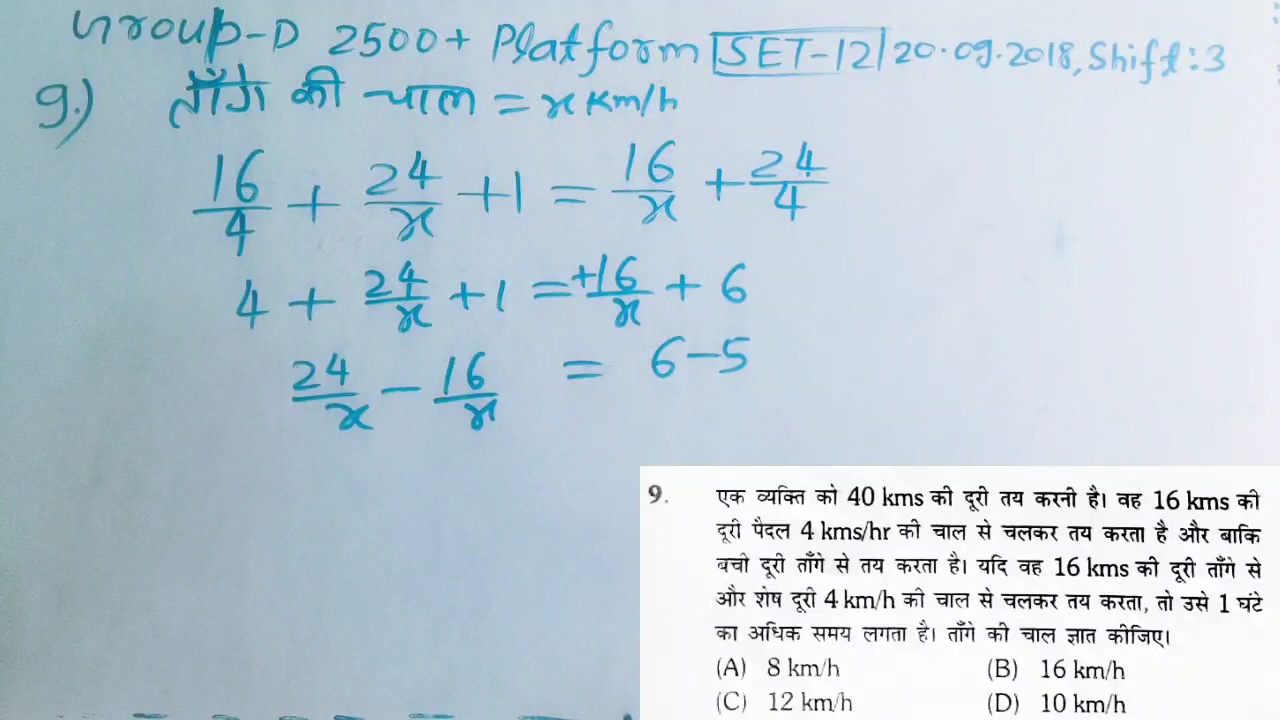 Group-D 2500+ Platform SET-12 20.09.2018, Shift:3
9.) ताँगे की चाल = x Km/h
16/4 + 24/x + 1 = 16/x + 24/4
4 + 24/x + 1 = +16/x + 6
24/x - 16/x = 6-5
9. एक व्यक्ति को 40 kms की दूरी तय करनी है। वह 16 kms की
दूरी पैदल 4 kms/hr की चाल से चलकर तय करता है और बाकि
बची दूरी ताँगे से तय करता है। यदि वह 16 kms की दूरी ताँगे से
और शेष दूरी 4 km/h की चाल से चलकर तय करता, तो उसे 1 घंटे
का अधिक समय लगता है। ताँगे की चाल ज्ञात कीजिए।
(A) 8 km/h (B) 16 km/h
(C) 12 km/h (D) 10 km/h